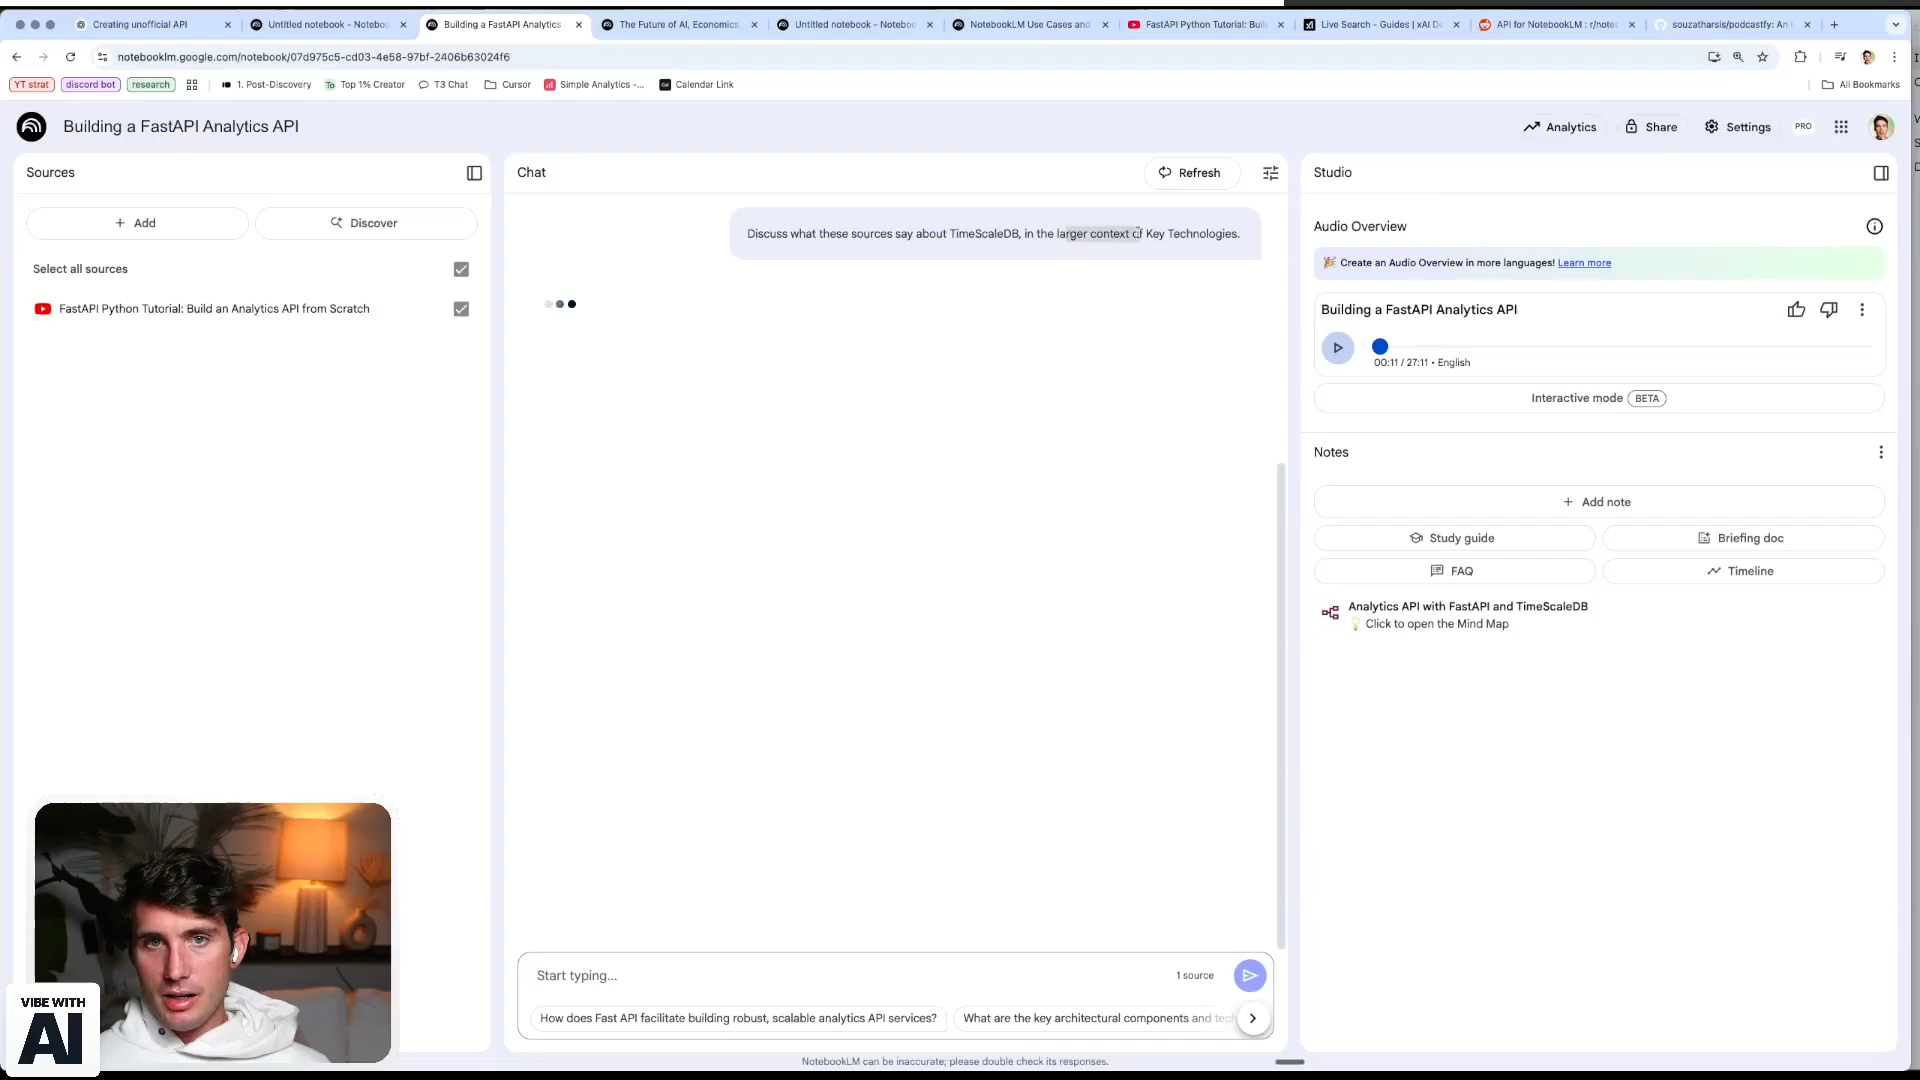 Creating unofficial API
Untitled notebook - Noteboo
Building a FastAPI Analytics
The Future of AI, Economics,
Untitled notebook - Noteboo
NotebookLM Use Cases and
FastAPI Python Tutorial: Buil
Live Search - Guides | xAI Do
API for NotebookLM : r/note
souzatharsis/podcastfy: An
notebooklm.google.com/notebook/07d975c5-cd03-4e58-97bf-2406b63024f6
YT strat
discord bot
research
1. Post-Discovery
Top 1% Creator
T3 Chat
Cursor
Simple Analytics -...
Calendar Link
All Bookmarks
Building a FastAPI Analytics API
Analytics
Share
Settings
PRO
Sources
+ Add
Discover
Select all sources
FastAPI Python Tutorial: Build an Analytics API from Scratch
Chat
Refresh
Discuss what these sources say about TimeScaleDB, in the larger context of Key Technologies.
Start typing...
1 source
How does Fast API facilitate building robust, scalable analytics API services?
What are the key architectural components and tech
NotebookLM can be inaccurate; please double check its responses.
Studio
Audio Overview
Create an Audio Overview in more languages! Learn more
Building a FastAPI Analytics API
00:11 / 27:11 • English
Interactive mode BETA
Notes
+ Add note
Study guide
Briefing doc
FAQ
Timeline
Analytics API with FastAPI and TimeScaleDB
Click to open the Mind Map
VIBE WITH
AI